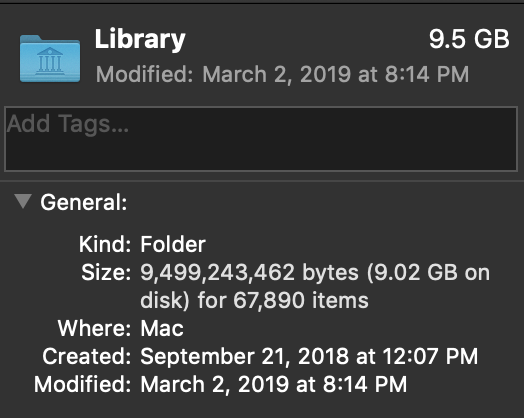 Library 9.5 GB
Modified: March 2, 2019 at 8:14 PM
Add Tags...
General:
Kind: Folder
Size: 9,499,243,462 bytes (9.02 GB on
disk) for 67,890 items
Where: Mac
Created: September 21, 2018 at 12:07 PM
Modified: March 2, 2019 at 8:14 PM